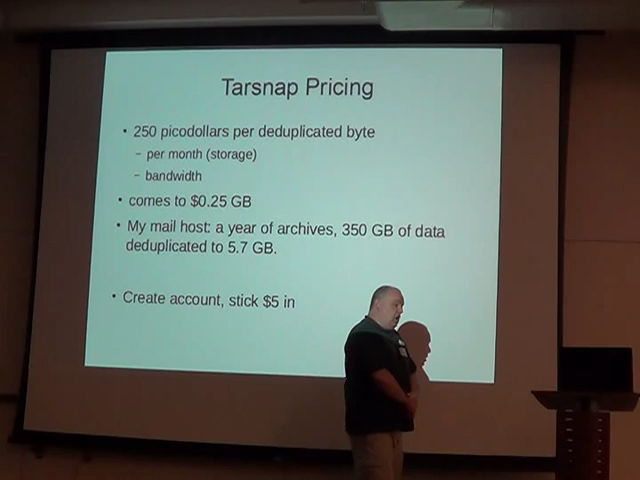 Tarsnap Pricing
• 250 picodollars per deduplicated byte
– per month (storage)
– bandwidth
• comes to $0.25 GB
• My mail host: a year of archives, 350 GB of data
deduplicated to 5.7 GB.
• Create account, stick $5 in